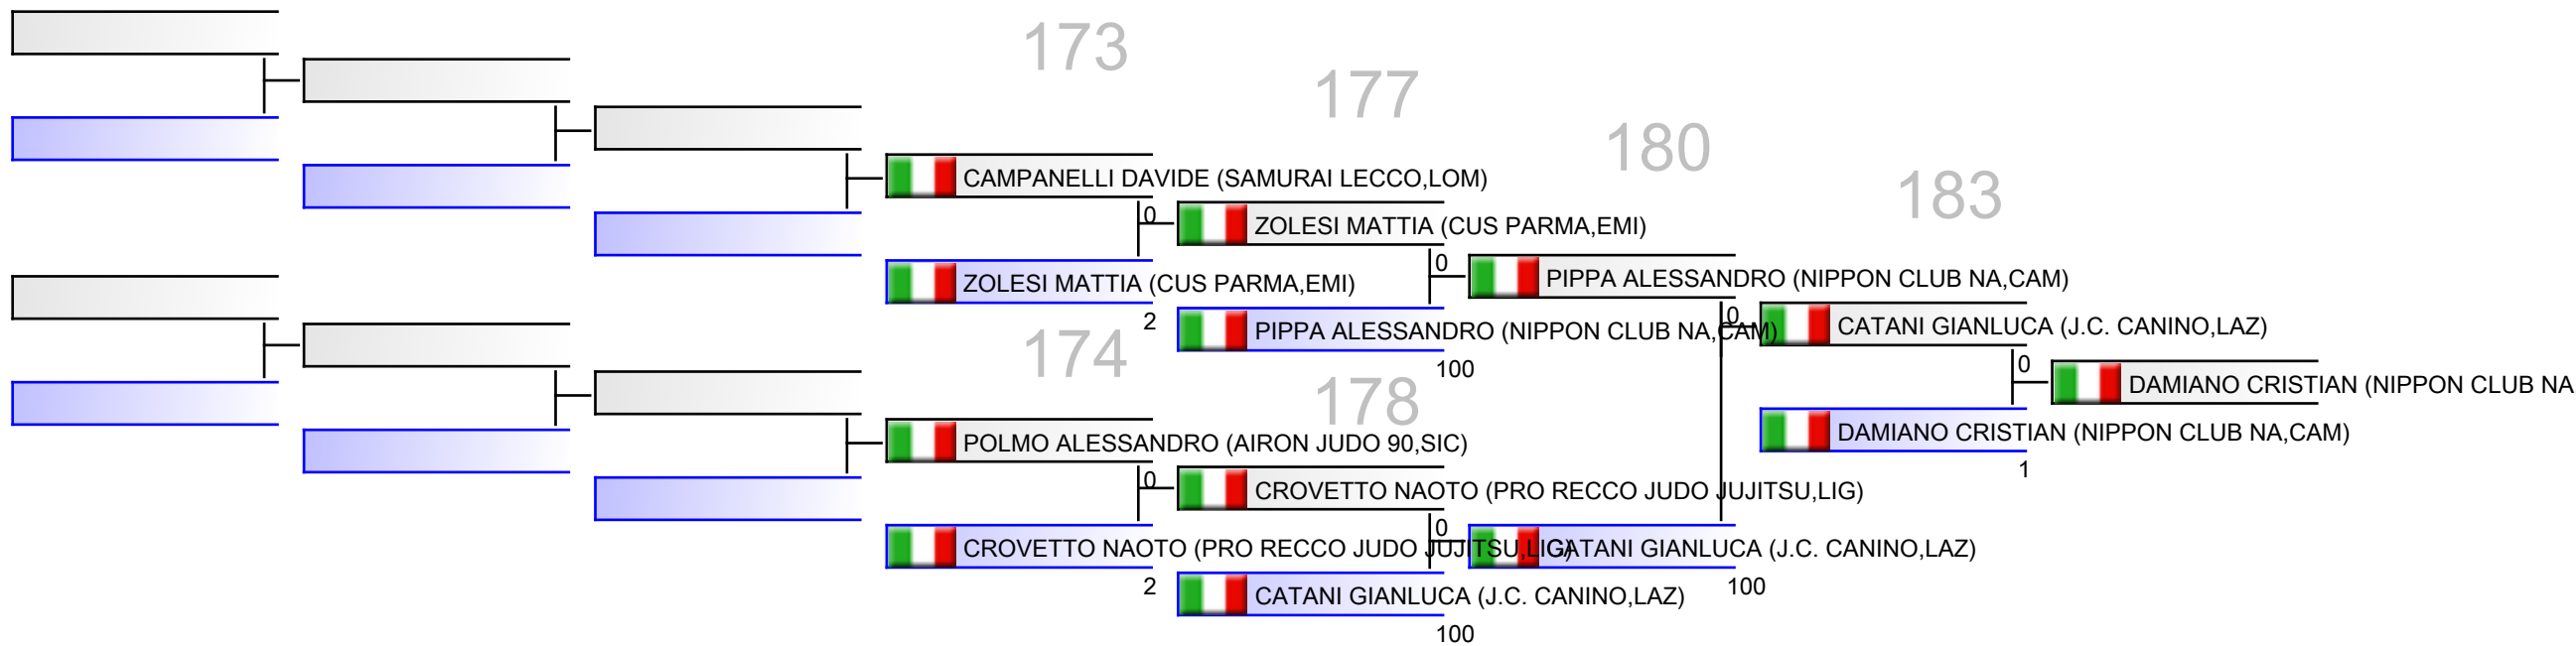 173
177
180
183
CAMPANELLI DAVIDE (SAMURAI LECCO,LOM)
0
ZOLESI MATTIA (CUS PARMA,EMI)
0
PIPPA ALESSANDRO (NIPPON CLUB NA,CAM)
ZOLESI MATTIA (CUS PARMA,EMI)
2
0
CATANI GIANLUCA (J.C. CANINO,LAZ)
PIPPA ALESSANDRO (NIPPON CLUB NA,CAM)
100
0
DAMIANO CRISTIAN (NIPPON CLUB NA
174
178
DAMIANO CRISTIAN (NIPPON CLUB NA,CAM)
1
POLMO ALESSANDRO (AIRON JUDO 90,SIC)
0
CROVETTO NAOTO (PRO RECCO JUDO JUJITSU,LIG)
0
CROVETTO NAOTO (PRO RECCO JUDO JUJITSU,LIG)
CATANI GIANLUCA (J.C. CANINO,LAZ)
2
100
CATANI GIANLUCA (J.C. CANINO,LAZ)
100